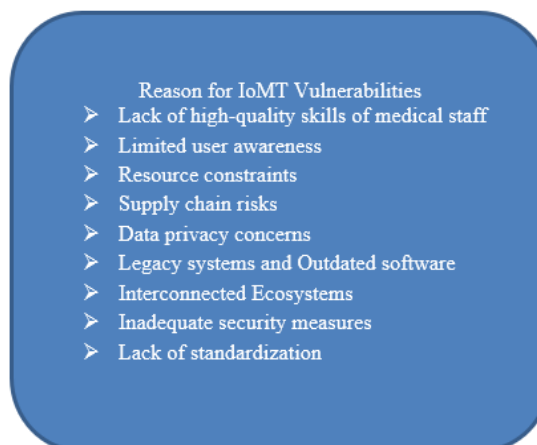 Reason for IoMT Vulnerabilities
➢ Lack of high-quality skills of medical staff
➢ Limited user awareness
➢ Resource constraints
➢ Supply chain risks
➢ Data privacy concerns
➢ Legacy systems and Outdated software
➢ Interconnected Ecosystems
➢ Inadequate security measures
➢ Lack of standardization